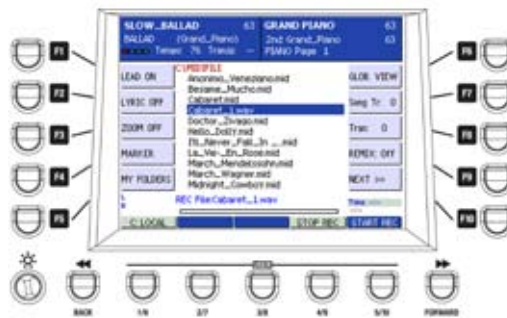 SLOW_BALLAD 63 GRAND PIANO 63
BALLAD (Grand_Piano) 2nd Grand_Piano 63
Tempo: 76 PIANO Page 1
F1
F2
F3
F4
F5
F6
F7
F8
F9
F10
LEAD ON
LYRIC OFF
ZOOM OFF
MARKER
MY FOLDERS
C:\MIDIFILE
Anonimo_Veneziano.mid
Besame_Mucho.mid
Cabaret.mid
Cabaret_1.wav
Doctor_Zivago.mid
Hello_Dolly.mid
It_Never_Fall_In_....mid
La_Vie_En_Rose.mid
March_Mendelssohn.mid
March_Wagner.mid
Midnight_Cowboy.mid
GLOB. VIEW
Song Tr: 0
Tran: 0
REMIX: OFF
NEXT >>
REC File:Cabaret_1.wav
Time
C:LOCAL STOP REC START REC
BACK 1/6 2/7 3/8 4/9 5/10 FORWARD